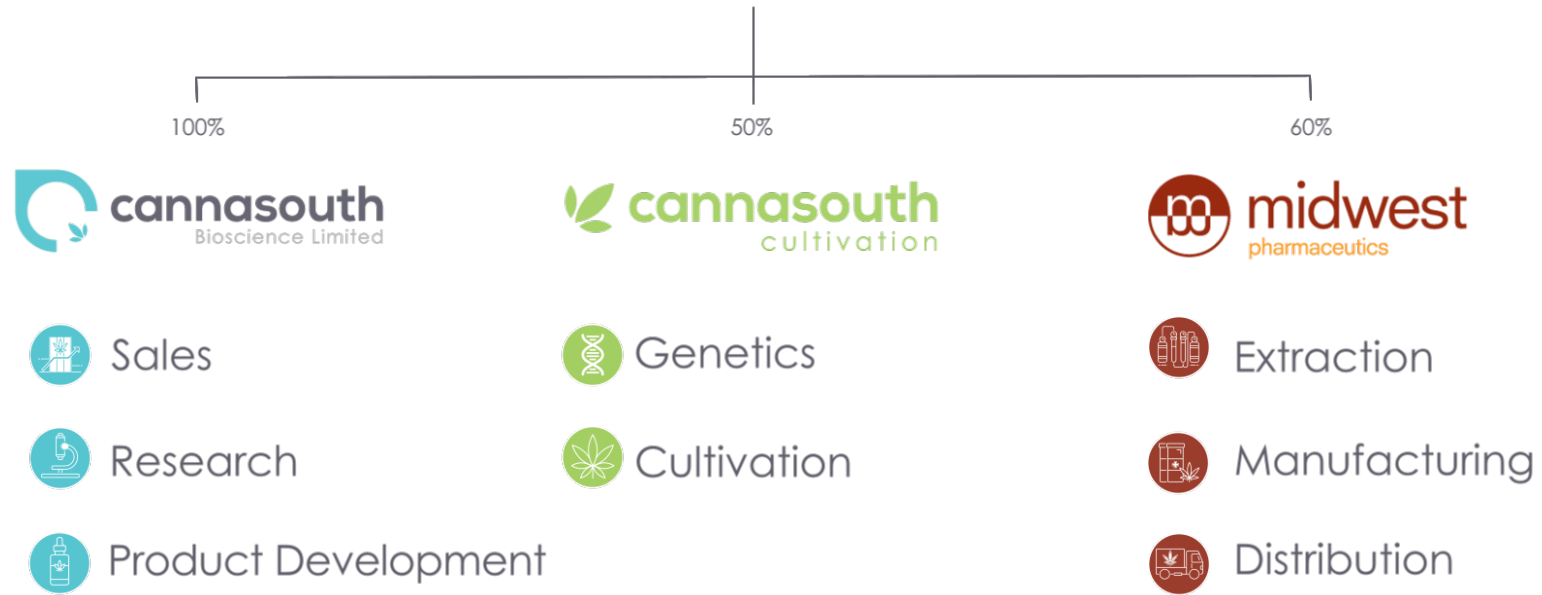 100%
50%
60%
cannasouth
Bioscience Limited
cannasouth
cultivation
midwest
pharmaceutics
Sales
Research
Product Development
Genetics
Cultivation
Extraction
Manufacturing
Distribution